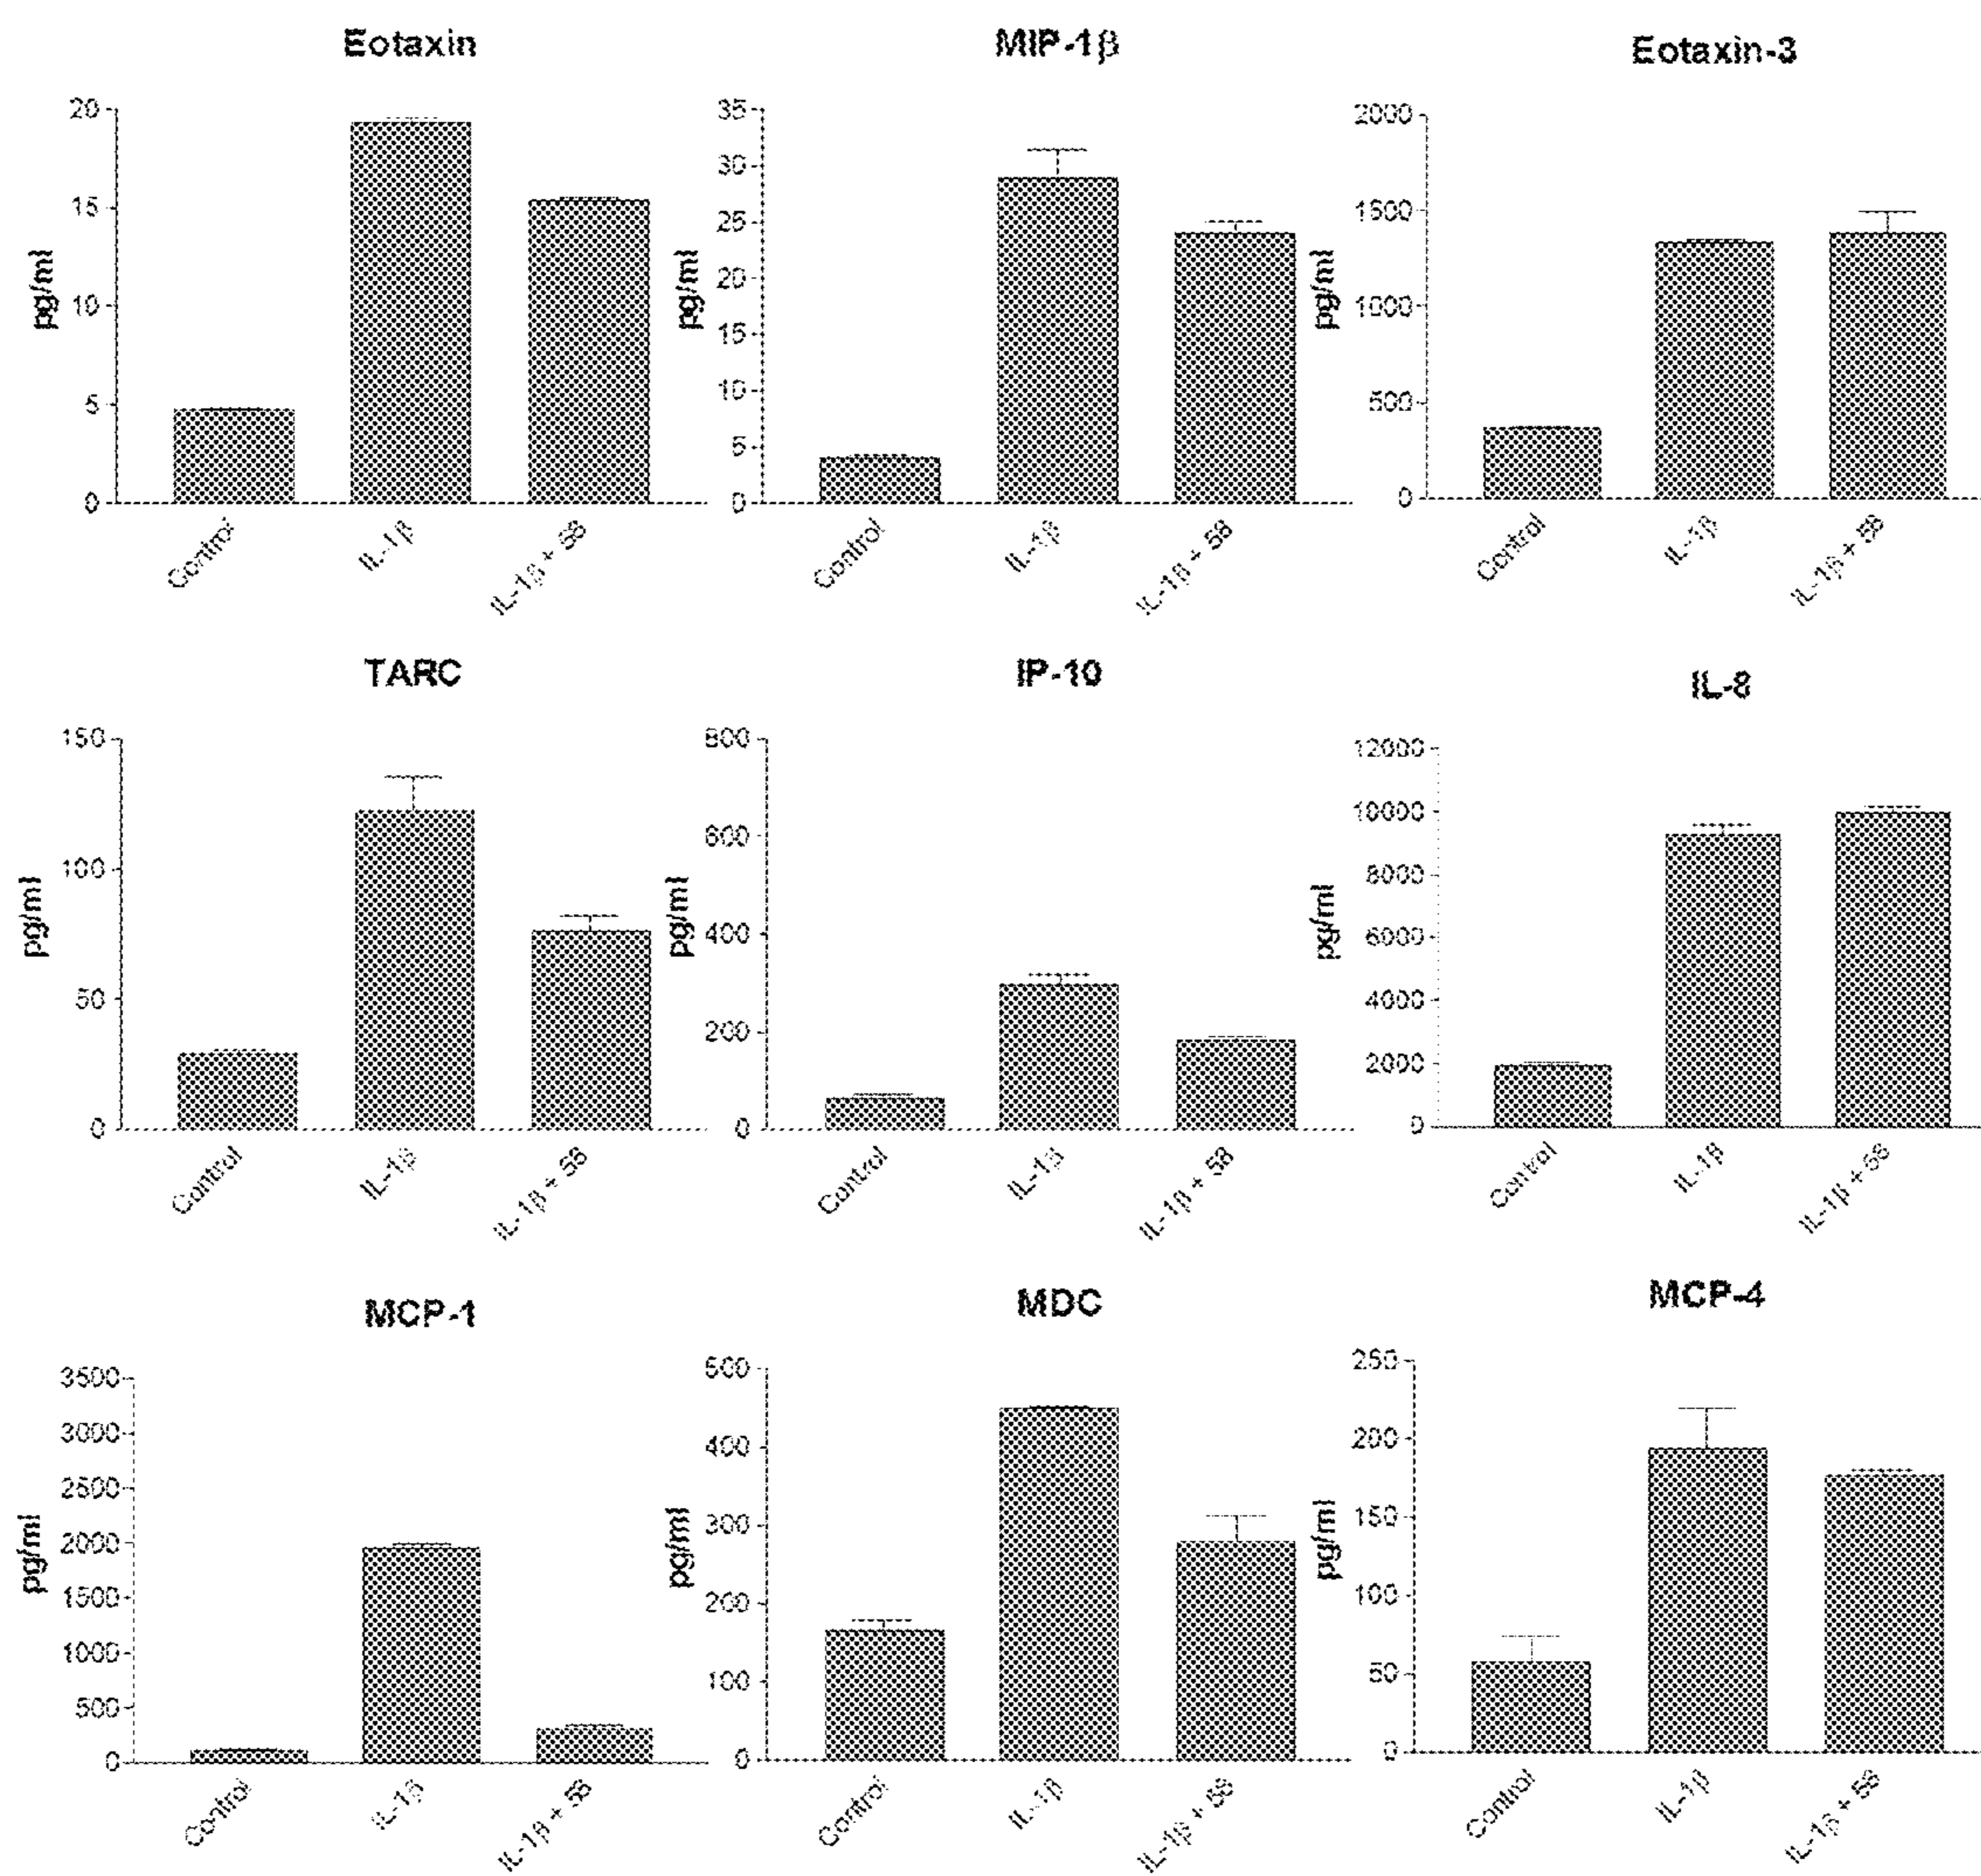 Eotaxin
pg/ml
20
15
10
5
0
Control
IL-1β
IL-1β + 58
MIP-1β
pg/ml
35
30
25
20
15
10
5
0
Control
IL-1β
IL-1β + 58
Eotaxin-3
pg/ml
2000
1500
1000
500
0
Control
IL-1β
IL-1β + 58
TARC
pg/ml
150
100
50
0
Control
IL-1β
IL-1β + 58
IP-10
pg/ml
800
600
400
200
0
Control
IL-1β
IL-1β + 58
IL-8
pg/ml
12000
10000
8000
6000
4000
2000
0
Control
IL-1β
IL-1β + 58
MCP-1
pg/ml
3500
3000
2500
2000
1500
1000
500
0
Control
IL-1β
IL-1β + 58
MDC
pg/ml
500
400
300
200
100
0
Control
IL-1β
IL-1β + 58
MCP-4
pg/ml
250
200
150
100
50
0
Control
IL-1β
IL-1β + 58